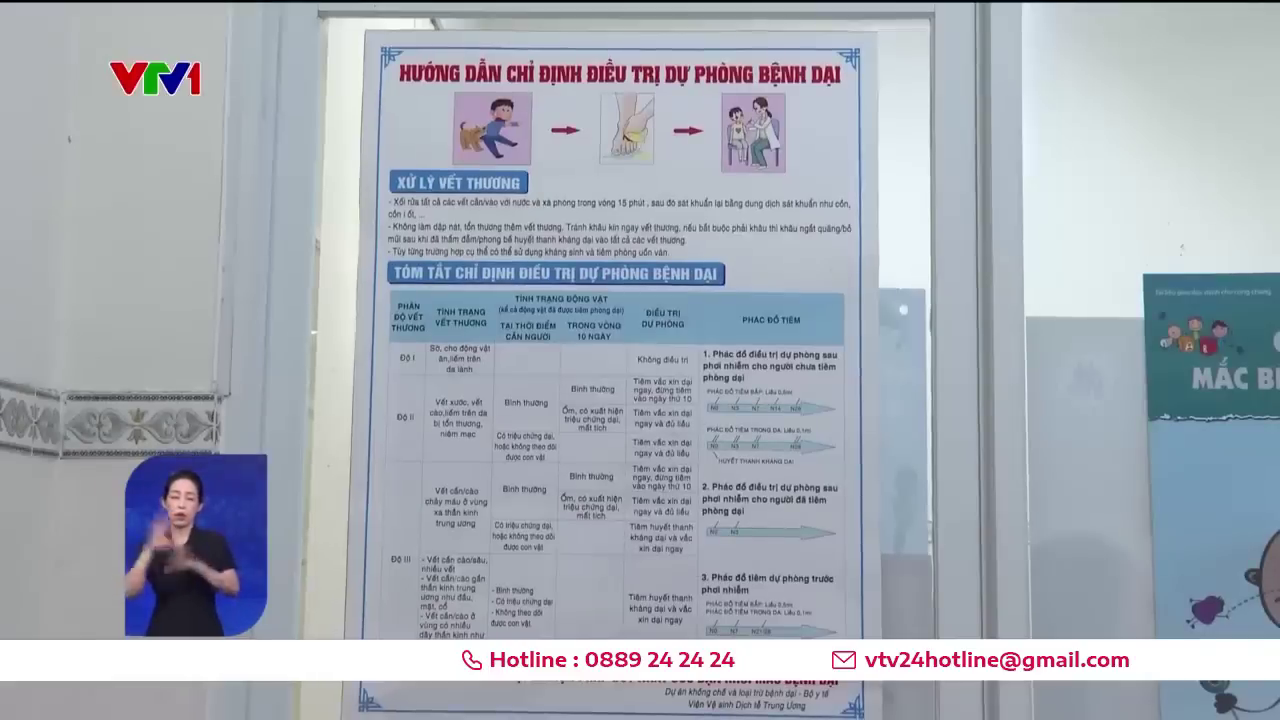 VTV1
HƯỚNG DẪN CHỈ ĐỊNH ĐIỀU TRỊ DỰ PHÒNG BỆNH DẠI
XỬ LÝ VẾT THƯƠNG
- Xối rửa tất cả các vết cắn/vào với nước và xà phòng trong vòng 15 phút, sau đó sát khuẩn lại bằng dung dịch sát khuẩn như cồn,
cồn i ốt, ...
- Không làm dập nát, tổn thương thêm vết thương. Tránh khâu kín ngay vết thương, nếu bắt buộc phải khâu thì khâu ngắt quãng/bỏ
mũi sau khi đã thấm đẫm/phong bế huyết thanh kháng dại vào tất cả các vết thương.
- Tùy từng trường hợp cụ thể có thể sử dụng kháng sinh và tiêm phòng uốn ván.
TÓM TẮT CHỈ ĐỊNH ĐIỀU TRỊ DỰ PHÒNG BỆNH DẠI
PHÂN
ĐỘ VẾT
THƯƠNG
TÌNH TRẠNG
VẾT THƯƠNG
TÌNH TRẠNG ĐỘNG VẬT
(kể cả động vật đã được tiêm phòng dại)
TẠI THỜI ĐIỂM
CẮN NGƯỜI
TRONG VÒNG
10 NGÀY
ĐIỀU TRỊ
DỰ PHÒNG
PHÁC ĐỒ TIÊM
Độ I
Sờ, cho động vật
ăn, liếm trên
da lành
Không điều trị
Độ II
Vết xước, vết
cào, liếm trên da
bị tổn thương,
niêm mạc
Bình thường
Bình thường
Tiêm vắc xin dại
ngay, dừng tiêm
vào ngày thứ 10
Ốm, có xuất hiện
triệu chứng dại,
mất tích
Tiêm vắc xin dại
ngay và đủ liều
Có triệu chứng dại,
hoặc không theo dõi
được con vật
Tiêm vắc xin dại
ngay và đủ liều
Độ III
Vết cắn/cào
chảy máu ở vùng
xa thần kinh
trung ương
Bình thường
Bình thường
Tiêm vắc xin dại
ngay, dừng tiêm
vào ngày thứ 10
Ốm, có xuất hiện
triệu chứng dại,
mất tích
Tiêm vắc xin dại
ngay và đủ liều
Có triệu chứng dại,
hoặc không theo dõi
được con vật
Tiêm huyết thanh
kháng dại và vắc
xin dại ngay
- Vết cắn cào/sâu,
nhiều vết
- Vết cắn/cào gần
thần kinh trung
ương như đầu,
mặt, cổ
- Vết cắn/cào ở
vùng có nhiều
dây thần kinh như
- Bình thường
- Có triệu chứng dại
- Không theo dõi
được con vật
Tiêm huyết thanh
kháng dại và vắc
xin dại ngay
1. Phác đồ điều trị dự phòng sau
phơi nhiễm cho người chưa tiêm
phòng dại
PHÁC ĐỒ TIÊM BẮP: Liều 0,5ml
N0 N3 N7 N14 N28
PHÁC ĐỒ TIÊM TRONG DA: Liều 0,1ml
N0 N3 N7 N28
HUYẾT THANH KHÁNG DẠI
2. Phác đồ điều trị dự phòng sau
phơi nhiễm cho người đã tiêm
phòng dại
N0 N3
3. Phác đồ tiêm dự phòng trước
phơi nhiễm
PHÁC ĐỒ TIÊM BẮP: Liều 0,5ml
PHÁC ĐỒ TIÊM TRONG DA: Liều 0,1ml
N0 N7 N21-28
Dự án khống chế và loại trừ bệnh dại - Bộ y tế
Viện Vệ sinh Dịch tễ Trung Ương
MẮC BỆ
Hotline : 0889 24 24 24
vtv24hotline@gmail.com